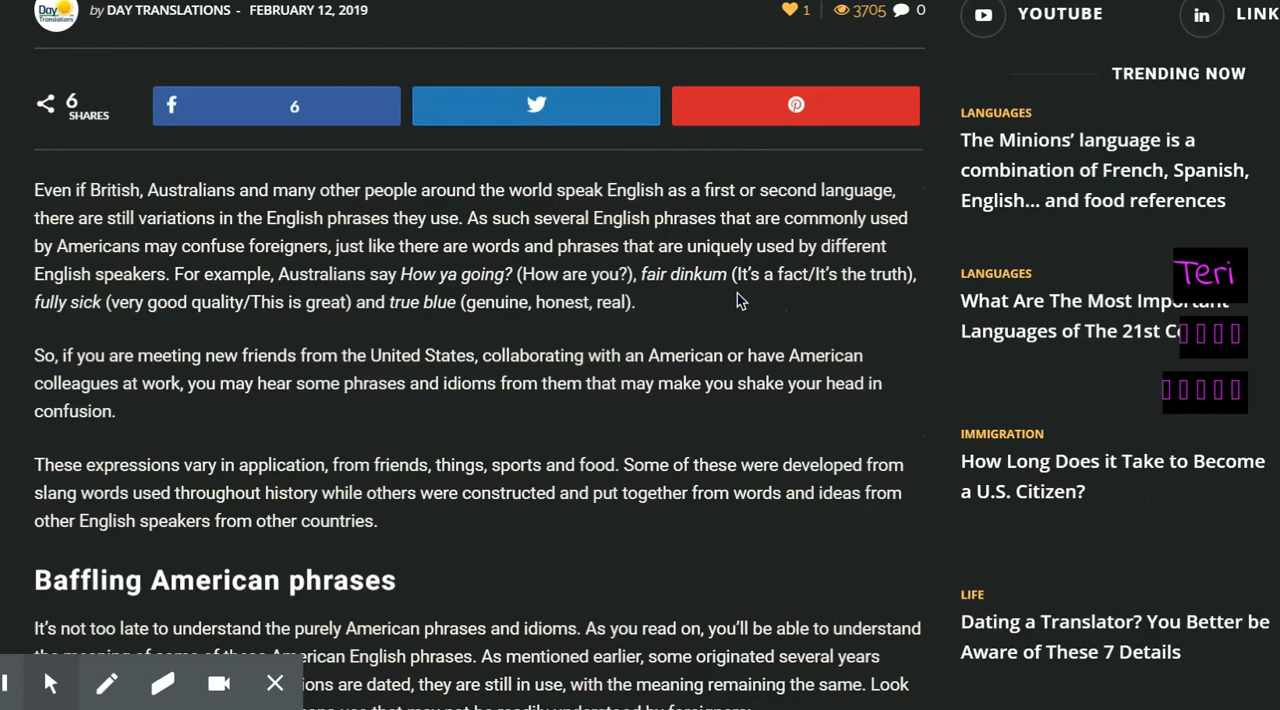 Day
Translations
by DAY TRANSLATIONS - FEBRUARY 12, 2019
1 3705 0
YOUTUBE
LINK
TRENDING NOW
6
SHARES
6
Even if British, Australians and many other people around the world speak English as a first or second language,
there are still variations in the English phrases they use. As such several English phrases that are commonly used
by Americans may confuse foreigners, just like there are words and phrases that are uniquely used by different
English speakers. For example, Australians say How ya going? (How are you?), fair dinkum (It's a fact/It's the truth),
fully sick (very good quality/This is great) and true blue (genuine, honest, real).
So, if you are meeting new friends from the United States, collaborating with an American or have American
colleagues at work, you may hear some phrases and idioms from them that may make you shake your head in
confusion.
These expressions vary in application, from friends, things, sports and food. Some of these were developed from
slang words used throughout history while others were constructed and put together from words and ideas from
other English speakers from other countries.
Baffling American phrases
It's not too late to understand the purely American phrases and idioms. As you read on, you'll be able to understand
American English phrases. As mentioned earlier, some originated several years
are dated, they are still in use, with the meaning remaining the same. Look
LANGUAGES
The Minions' language is a
combination of French, Spanish,
English... and food references
LANGUAGES
What Are The Most Important
Languages of The 21st
Teri
IMMIGRATION
How Long Does it Take to Become
a U.S. Citizen?
LIFE
Dating a Translator? You Better be
Aware of These 7 Details